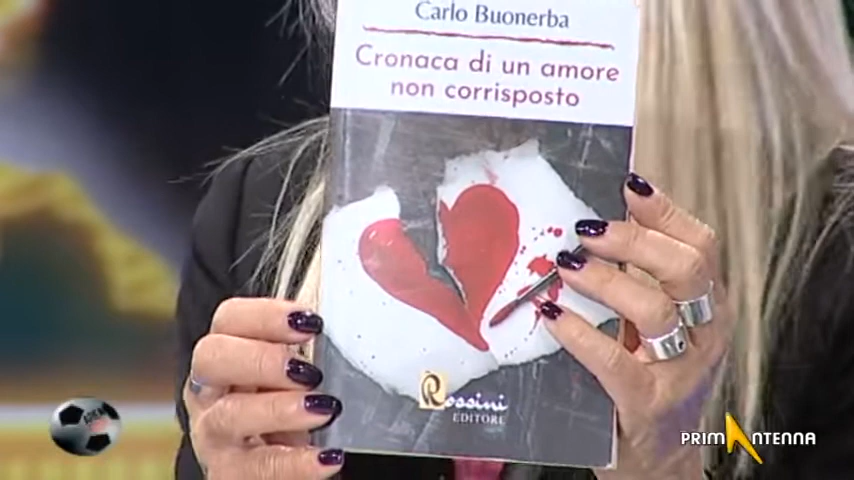 Carlo Buonerba
Cronaca di un amore
non corrisposto
Rossini
EDITORE
PRIMANTENNA